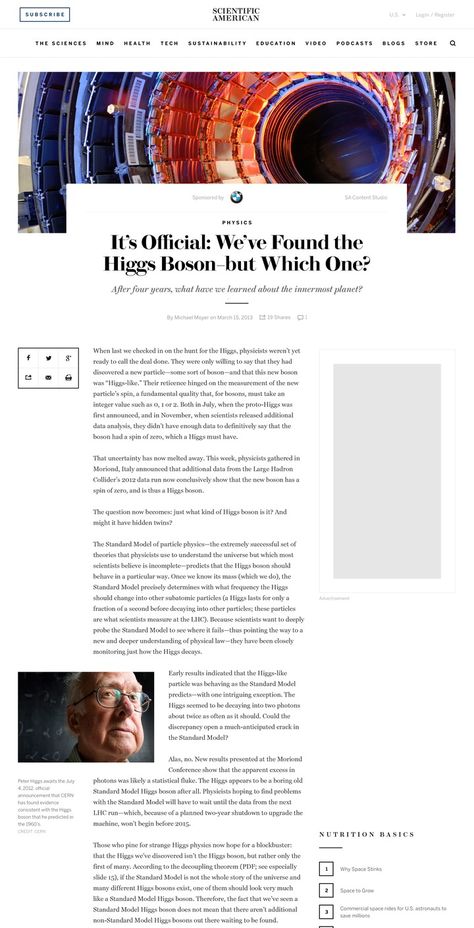 SUBSCRIBE
SCIENTIFIC
AMERICAN
U.S.
Login / Register
THE SCIENCES MIND HEALTH TECH SUSTAINABILITY EDUCATION VIDEO PODCASTS BLOGS STORE
Sponsored by
SA Content Studio
PHYSICS
It's Official: We've Found the
Higgs Boson–but Which One?
After four years, what have we learned about the innermost planet?
By Michael Moyer on March 15, 2013 19 Shares 1
When last we checked in on the hunt for the Higgs, physicists weren't yet
ready to call the deal done. They were only willing to say that they had
discovered a new particle—some sort of boson—and that this new boson
was "Higgs-like." Their reticence hinged on the measurement of the new
particle's spin, a fundamental quality that, for bosons, must take an
integer value such as 0, 1 or 2. Both in July, when the proto-Higgs was
first announced, and in November, when scientists released additional
data analysis, they didn't have enough data to definitively say that the
boson had a spin of zero, which a Higgs must have.
That uncertainty has now melted away. This week, physicists gathered in
Moriond, Italy announced that additional data from the Large Hadron
Collider's 2012 data run now conclusively show that the new boson has a
spin of zero, and is thus a Higgs boson.
The question now becomes: just what kind of Higgs boson is it? And
might it have hidden twins?
The Standard Model of particle physics—the extremely successful set of
theories that physicists use to understand the universe but which most
scientists believe is incomplete—predicts that the Higgs boson should
behave in a particular way. Once we know its mass (which we do), the
Standard Model precisely determines with what frequency the Higgs
should change into other subatomic particles (a Higgs lasts for only a
fraction of a second before decaying into other particles; these particles
are what scientists measure at the LHC). Because scientists want to deeply
probe the Standard Model to see where it fails—thus pointing the way to a
new and deeper understanding of physical law—they have been closely
monitoring just how the Higgs decays.
Advertisement
Early results indicated that the Higgs-like
particle was behaving as the Standard Model
predicts—with one intriguing exception. The
Higgs seemed to be decaying into two photons
about twice as often as it should. Could the
discrepancy open a much-anticipated crack in
the Standard Model?
Peter Higgs awaits the July
4, 2012, official
announcement that CERN
has found evidence
consistent with the Higgs
boson that he predicted in
the 1960's.
CREDIT: CERN
Alas, no. New results presented at the Moriond
Conference show that the apparent excess in
photons was likely a statistical fluke. The Higgs appears to be a boring old
Standard Model Higgs boson after all. Physicists hoping to find problems
with the Standard Model will have to wait until the data from the next
LHC run—which, because of a planned two-year shutdown to upgrade the
machine, won't begin before 2015.
Those who pine for strange Higgs physics now hope for a blockbuster:
that the Higgs we've discovered isn't the Higgs boson, but rather only the
first of many. According to the decoupling theorem (PDF; see especially
slide 15), if the Standard Model is not the whole story of the universe and
many different Higgs bosons exist, one of them should look very much
like a Standard Model Higgs boson. Therefore, the fact that we've seen a
Standard Model Higgs boson does not mean that there aren't additional
non-Standard Model Higgs bosons out there waiting to be found.
NUTRITION BASICS
1 Why Space Stinks
2 Space to Grow
3 Commercial space rides for U.S. astronauts to
save millions